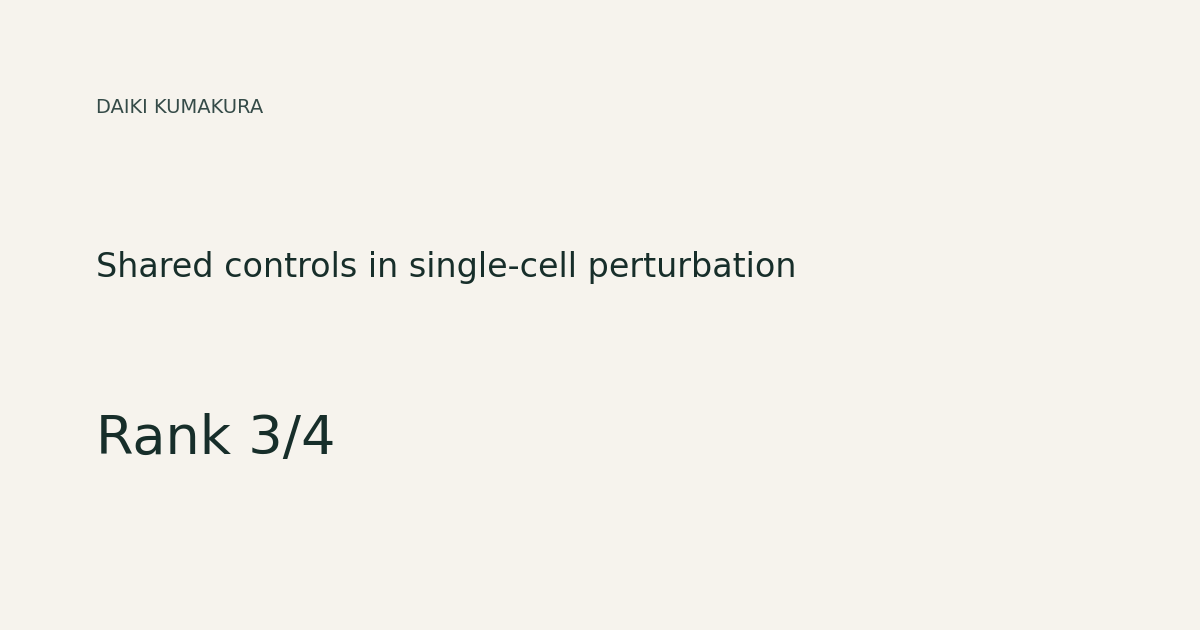 DAIKI KUMAKURA
Shared controls in single-cell perturbation
Rank 3/4